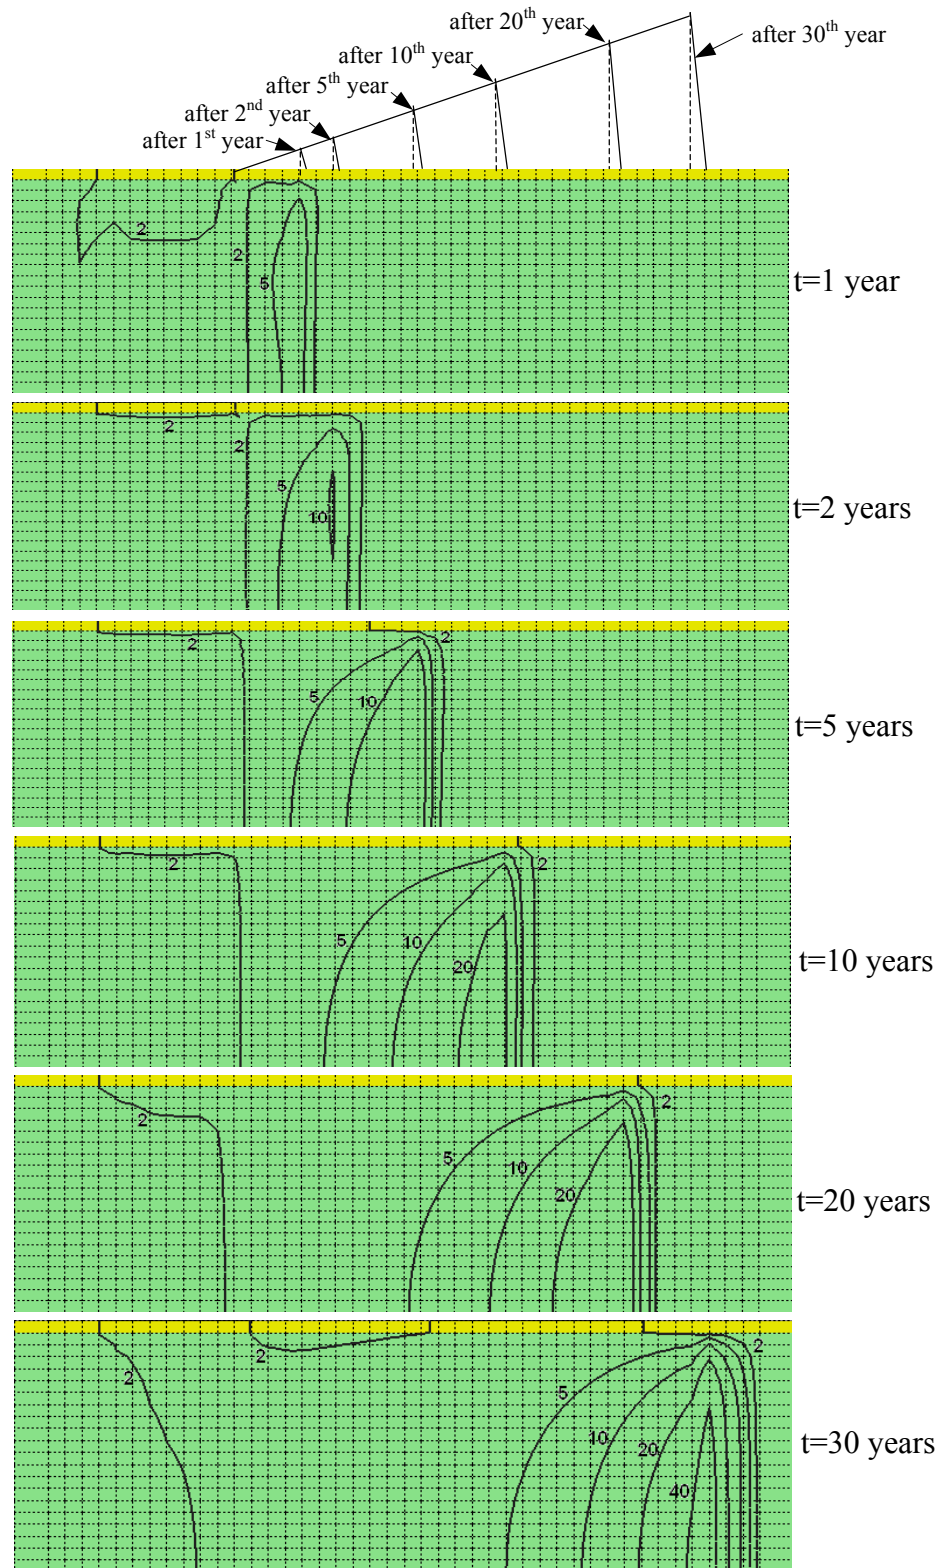 after 20th year
after 30th year
after 10th year
after 5th year
after 2nd year
after 1st year
2
2
5
t=1 year
2
2
5
10
t=2 years
2
2
5
10
t=5 years
2
2
5
10
20
t=10 years
2
2
5
10
20
t=20 years
2
2
2
5
10
20
40
t=30 years